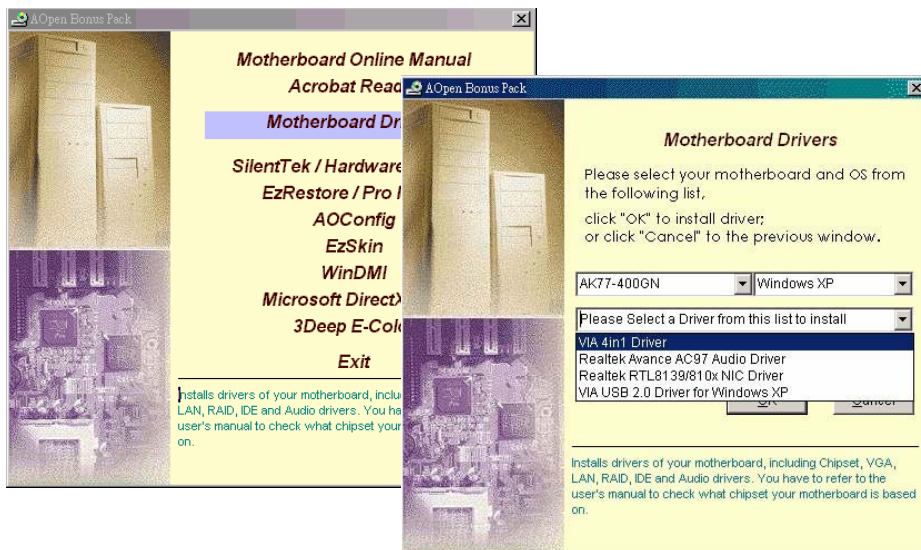 AOpen Bonus Pack
Motherboard Online Manual
Acrobat Read
Motherboard Dri
SilentTek / Hardware
EzRestore / Pro
AOConfig
EzSkin
WinDMI
Microsoft DirectX
3Deep E-Colo
Exit
Installs drivers of your motherboard, inclu
LAN, RAID, IDE and Audio drivers. You ha
user's manual to check what chipset your
on.
AOpen Bonus Pack
Motherboard Drivers
Please select your motherboard and OS from
the following list,
click "OK" to install driver;
or click "Cancel" to the previous window.
AK77-400GN
Windows XP
Please Select a Driver from this list to install
VIA 4in1 Driver
Realtek Avance AC97 Audio Driver
Realtek RTL8139/810x NIC Driver
VIA USB 2.0 Driver for Windows XP
OK
Cancel
Installs drivers of your motherboard, including Chipset, VGA,
LAN, RAID, IDE and Audio drivers. You have to refer to the
user's manual to check what chipset your motherboard is based
on.